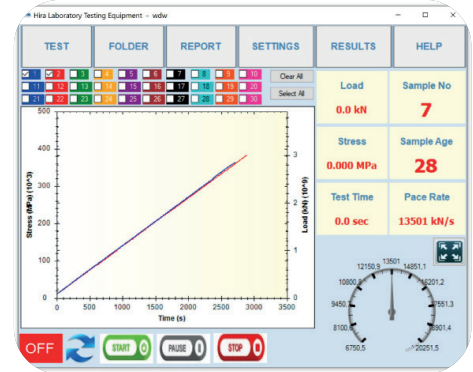 Hira Laboratory Testing Equipment - wdw
TEST FOLDER REPORT SETTINGS RESULTS HELP
1 2 3 4 5 6 7 8 9 10 Clear All
11 12 13 14 15 16 17 18 19 20 Select All
21 22 23 24 25 26 27 28 29 30
Load
0.0 kN
Sample No
7
Stress
0.000 MPa
Sample Age
28
Test Time
0.0 sec
Pace Rate
13501 kN/s
Stress (MPa) (10^3)
500
400
300
200
100
0
0 500 1000 1500 2000 2500 3000 3500
Time (s)
Load (kN) (10^9)
3
2
1
0
12150,9 13501 14851,1
10800, 16201,2
9450, 7551,3
8100, 8901,4
6750,5 20251,5
OFF START PAUSE STOP